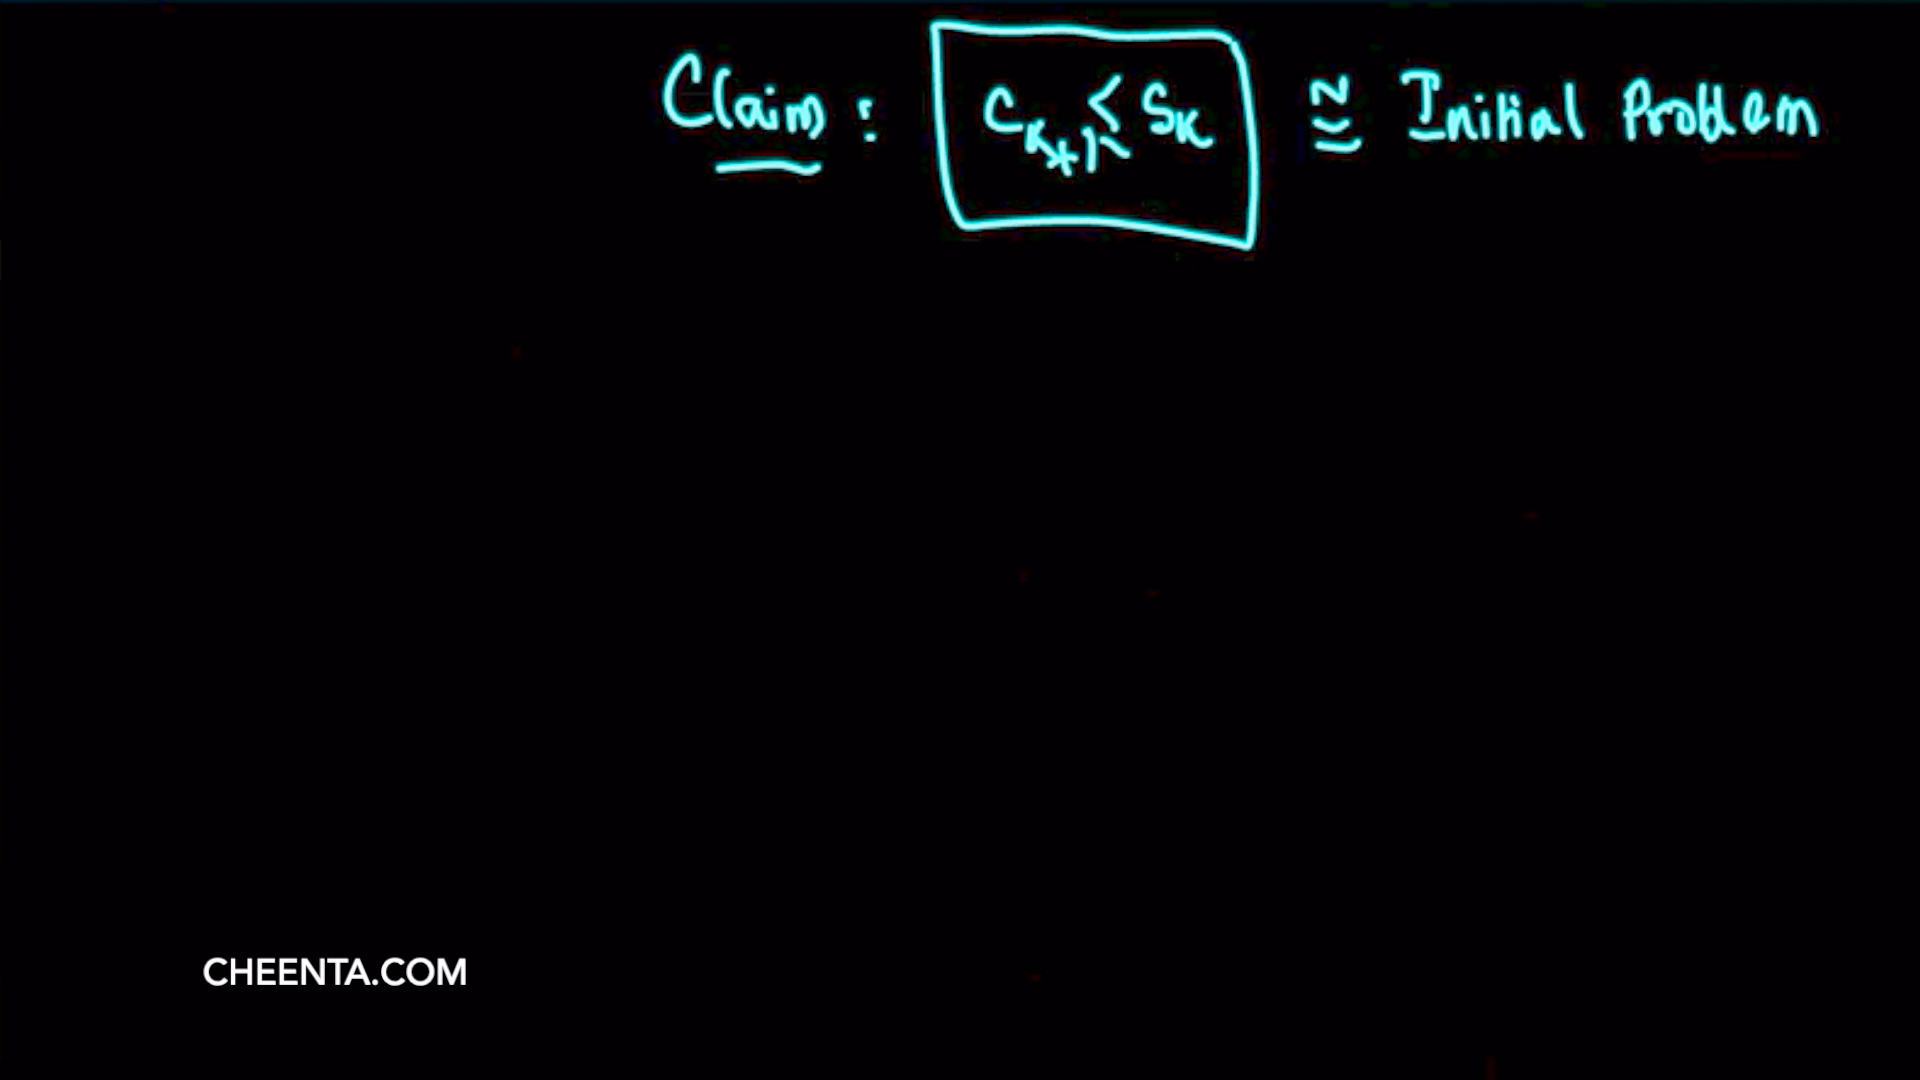 Claim : C_{K+1} ≤ S_K ≅ Initial Problem
CHEENTA.COM